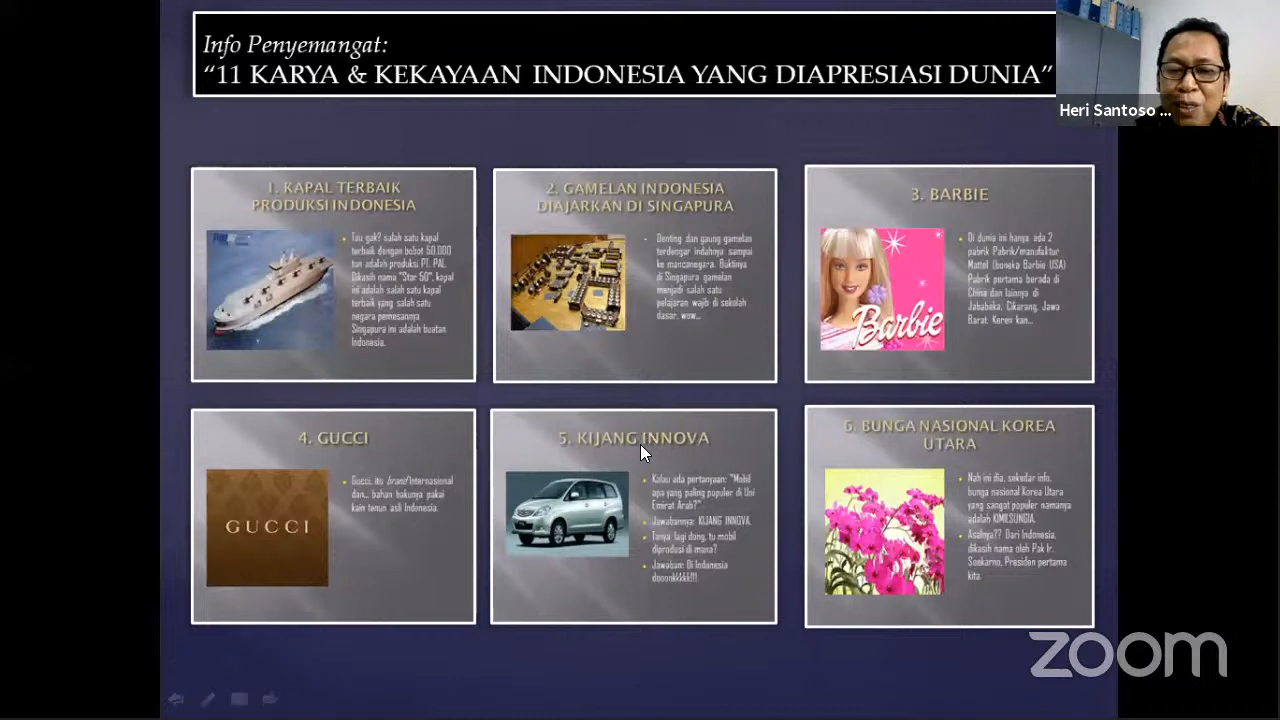 Info Penyemangat:
“11 KARYA & KEKAYAAN INDONESIA YANG DIAPRESIASI DUNIA”
Heri Santoso ...
1. KAPAL TERBAIK
PRODUKSI INDONESIA
Tau gak? salah satu kapal
terbaik dengan bobot 50.000
tan adalah produksi PT. PAL.
Dikasih nama "Star 50", kapal
ini adalah salah satu kapal
terbaik yang salah satu
negara pemesannya
Singapura ini adalah buatan
Indonesia.
2. GAMELAN INDONESIA
DIAJARKAN DI SINGAPURA
Denting dan gaung gamelan
terdengar indahnya sampai
ke mancanegara. Buktinya
di Singapura gamelan
menjadi salah satu
pelajaran wajib di sekolah
dasar, wow...
3. BARBIE
Barbie
Di dunia ini hanya ada 2
pabrik Pabrik/manufaktur
Mattel (boneka Barbie USA)
Pabrik pertama berada di
China dan lainnya di
Jababeka, Cikarang, Jawa
Barat. Keren kan...
4. GUCCI
GUCCI
Gucci, itu brand Internasional
dan... bahan bakunya pakai
kain tenun asli Indonesia.
5. KIJANG INNOVA
Kalau ada pertanyaan: "Mobil
apa yang paling populer di Uni
Emirat Arab?"
Jawabannya: KIJANG INNOVA.
Tanya lagi dong, tu mobil
diprodusi di mana?
Jawaban: Di Indonesia
dooonkkkkk!!!
6. BUNGA NASIONAL KOREA
UTARA
Nah ini dia, sekedar info,
bunga nasional Korea Utara
yang sangat populer namanya
adalah KIMILSUNGIA.
Asalnya?? Dari Indonesia,
dikasih nama oleh Pak Ir.
Soekarno, Presiden pertama
kita.
zoom